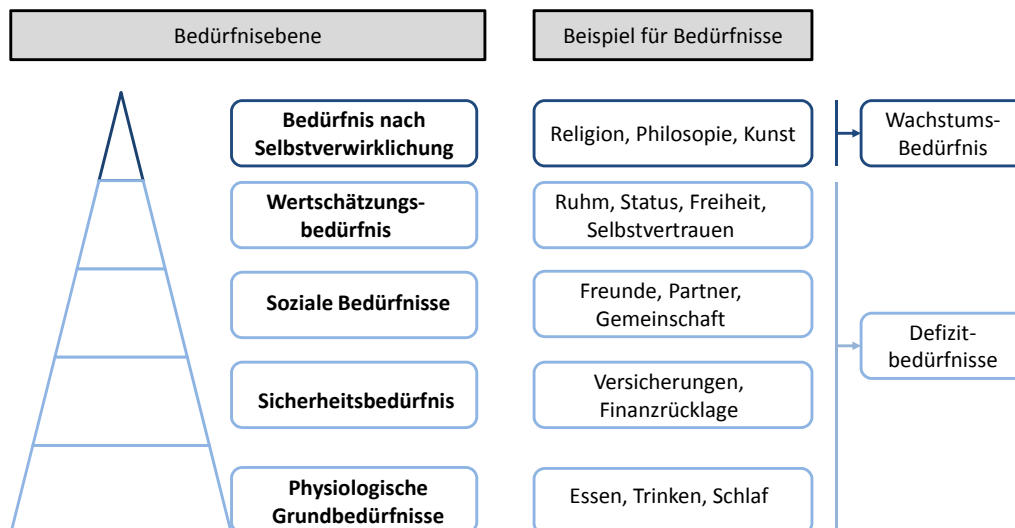 Bedürfnisebene
Beispiel für Bedürfnisse
Bedürfnis nach
Selbstverwirklichung
Religion, Philosopie, Kunst
Wachstums-
Bedürfnis
Wertschätzungs-
bedürfnis
Ruhm, Status, Freiheit,
Selbstvertrauen
Soziale Bedürfnisse
Freunde, Partner,
Gemeinschaft
Defizit-
bedürfnisse
Sicherheitsbedürfnis
Versicherungen,
Finanzrücklage
Physiologische
Grundbedürfnisse
Essen, Trinken, Schlaf